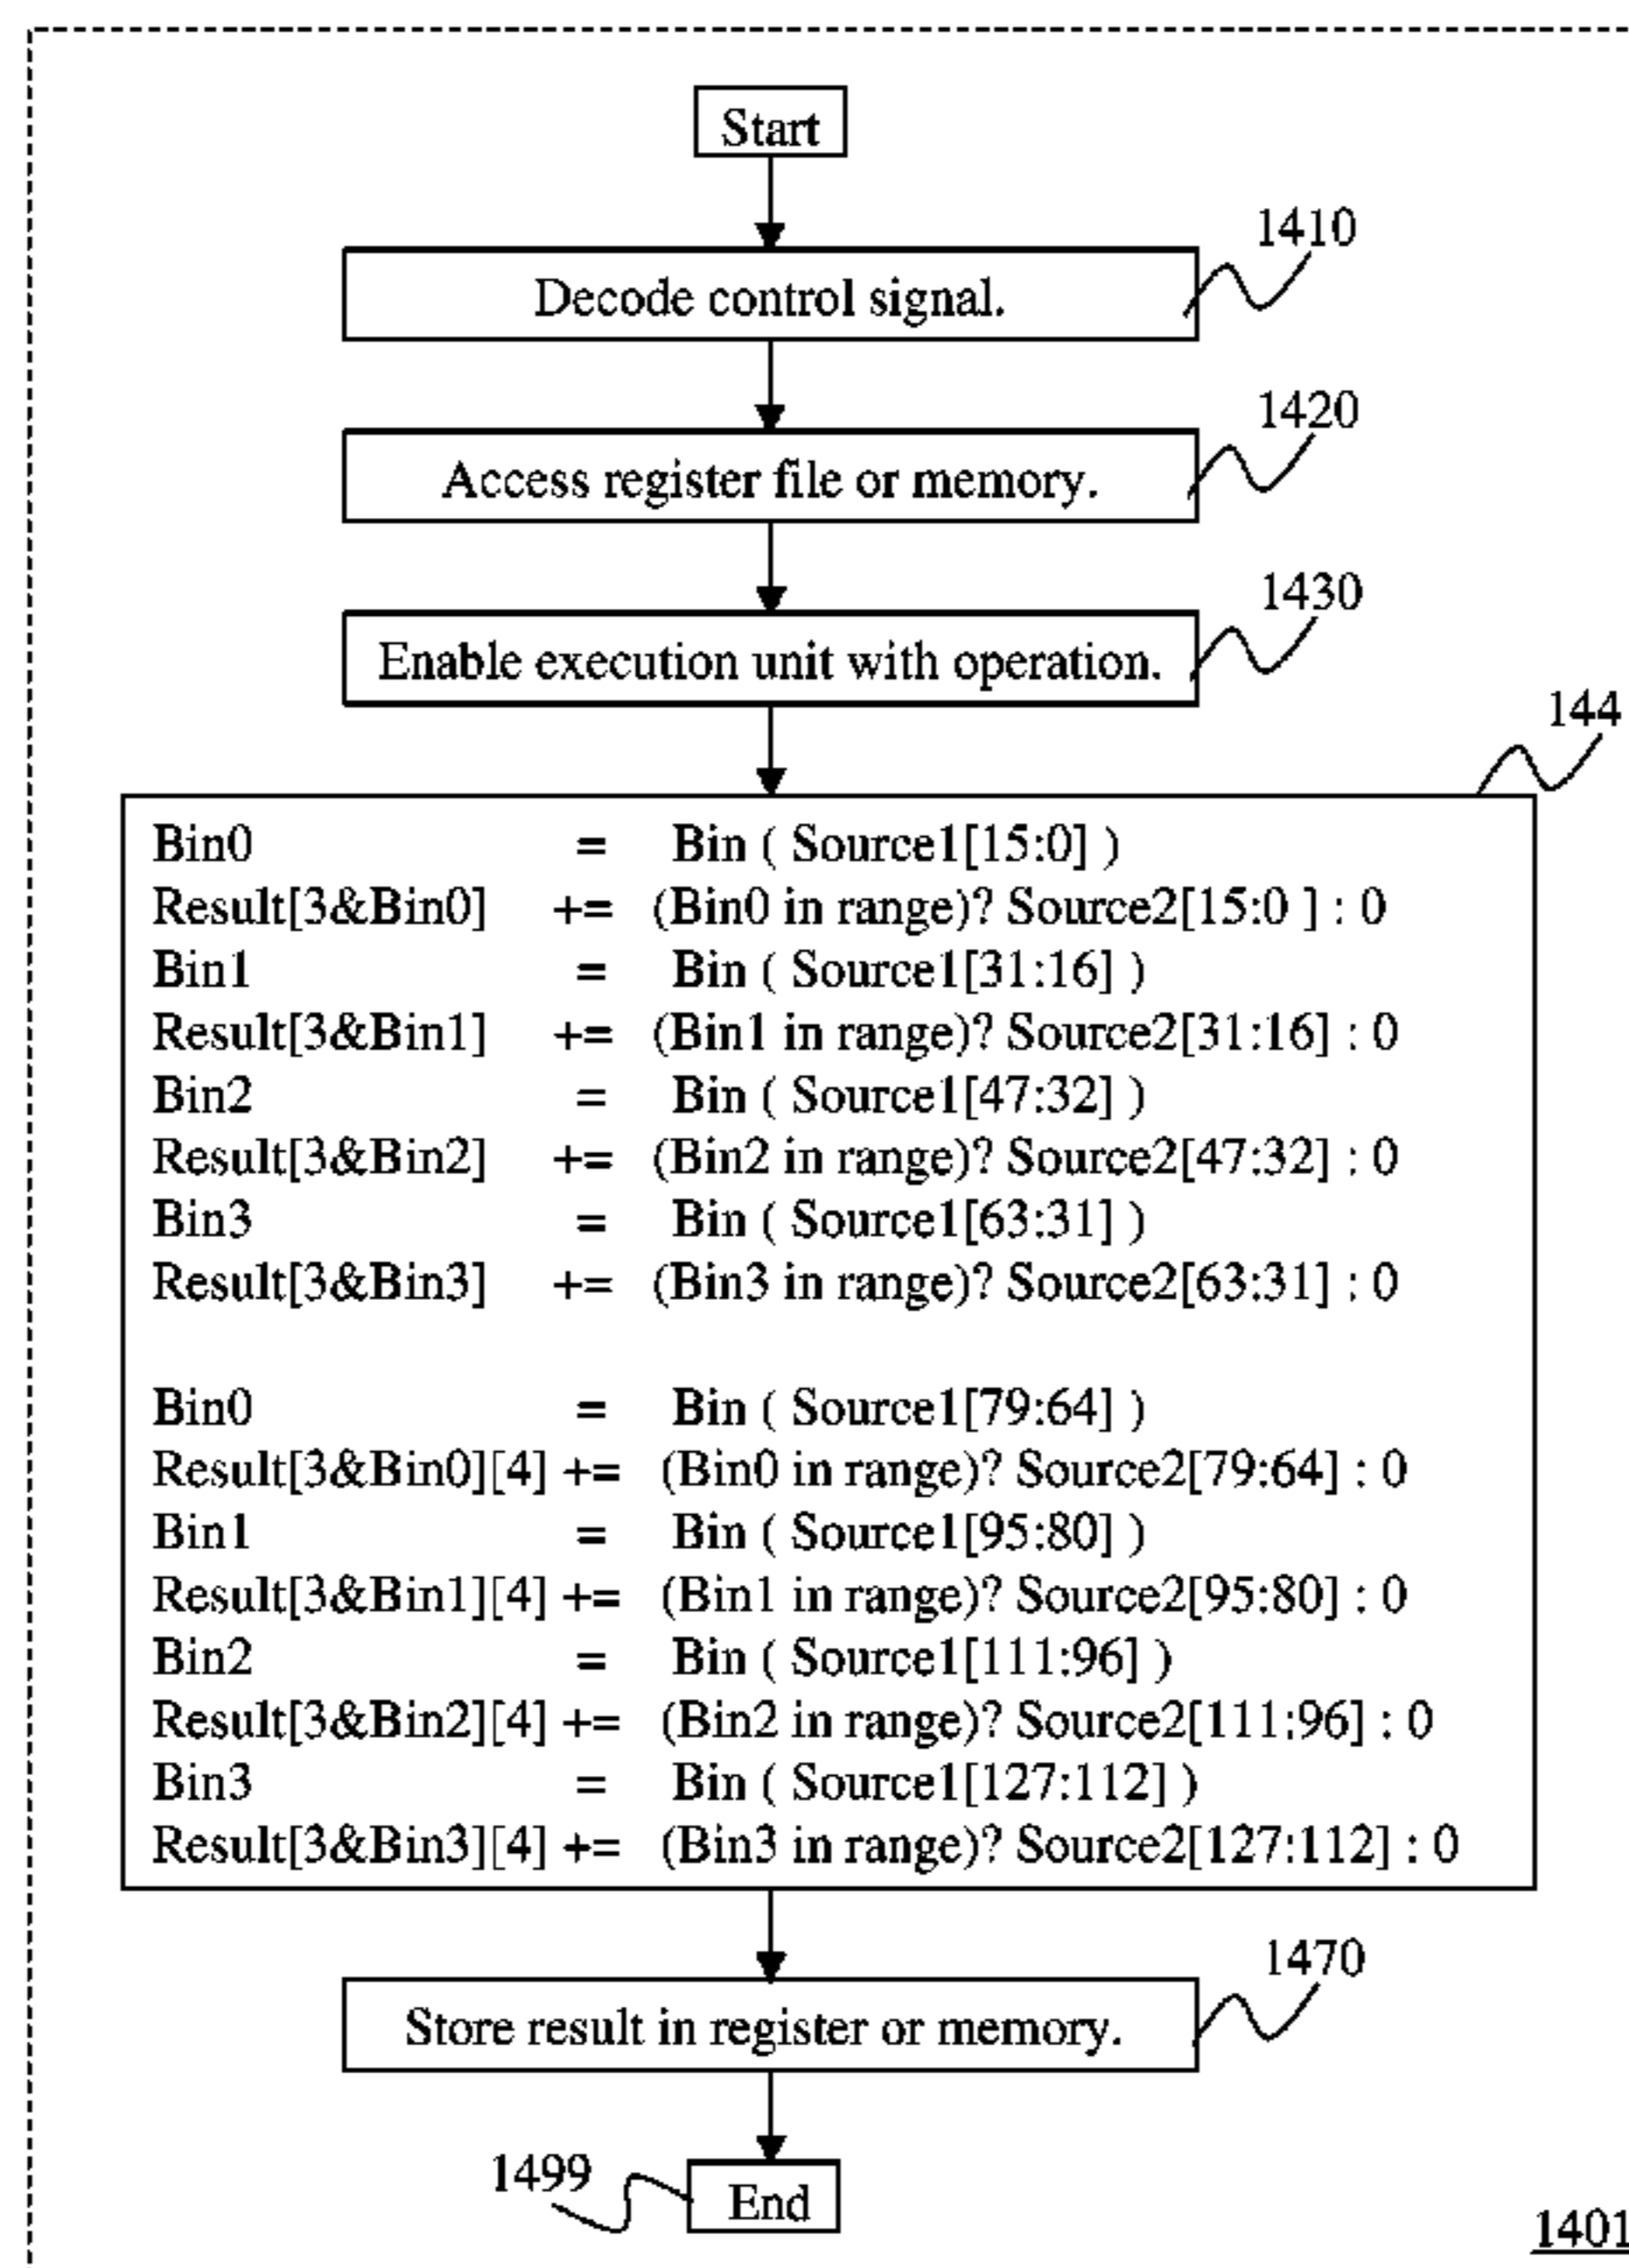 Start
1410
Decode control signal.
1420
Access register file or memory.
1430
Enable execution unit with operation.
144
Bin0 = Bin ( Source1[15:0] )
Result[3&Bin0] += (Bin0 in range)? Source2[15:0 ] : 0
Bin1 = Bin ( Source1[31:16] )
Result[3&Bin1] += (Bin1 in range)? Source2[31:16] : 0
Bin2 = Bin ( Source1[47:32] )
Result[3&Bin2] += (Bin2 in range)? Source2[47:32] : 0
Bin3 = Bin ( Source1[63:31] )
Result[3&Bin3] += (Bin3 in range)? Source2[63:31] : 0
Bin0 = Bin ( Source1[79:64] )
Result[3&Bin0][4] += (Bin0 in range)? Source2[79:64] : 0
Bin1 = Bin ( Source1[95:80] )
Result[3&Bin1][4] += (Bin1 in range)? Source2[95:80] : 0
Bin2 = Bin ( Source1[111:96] )
Result[3&Bin2][4] += (Bin2 in range)? Source2[111:96] : 0
Bin3 = Bin ( Source1[127:112] )
Result[3&Bin3][4] += (Bin3 in range)? Source2[127:112] : 0
1470
Store result in register or memory.
1499
End
1401